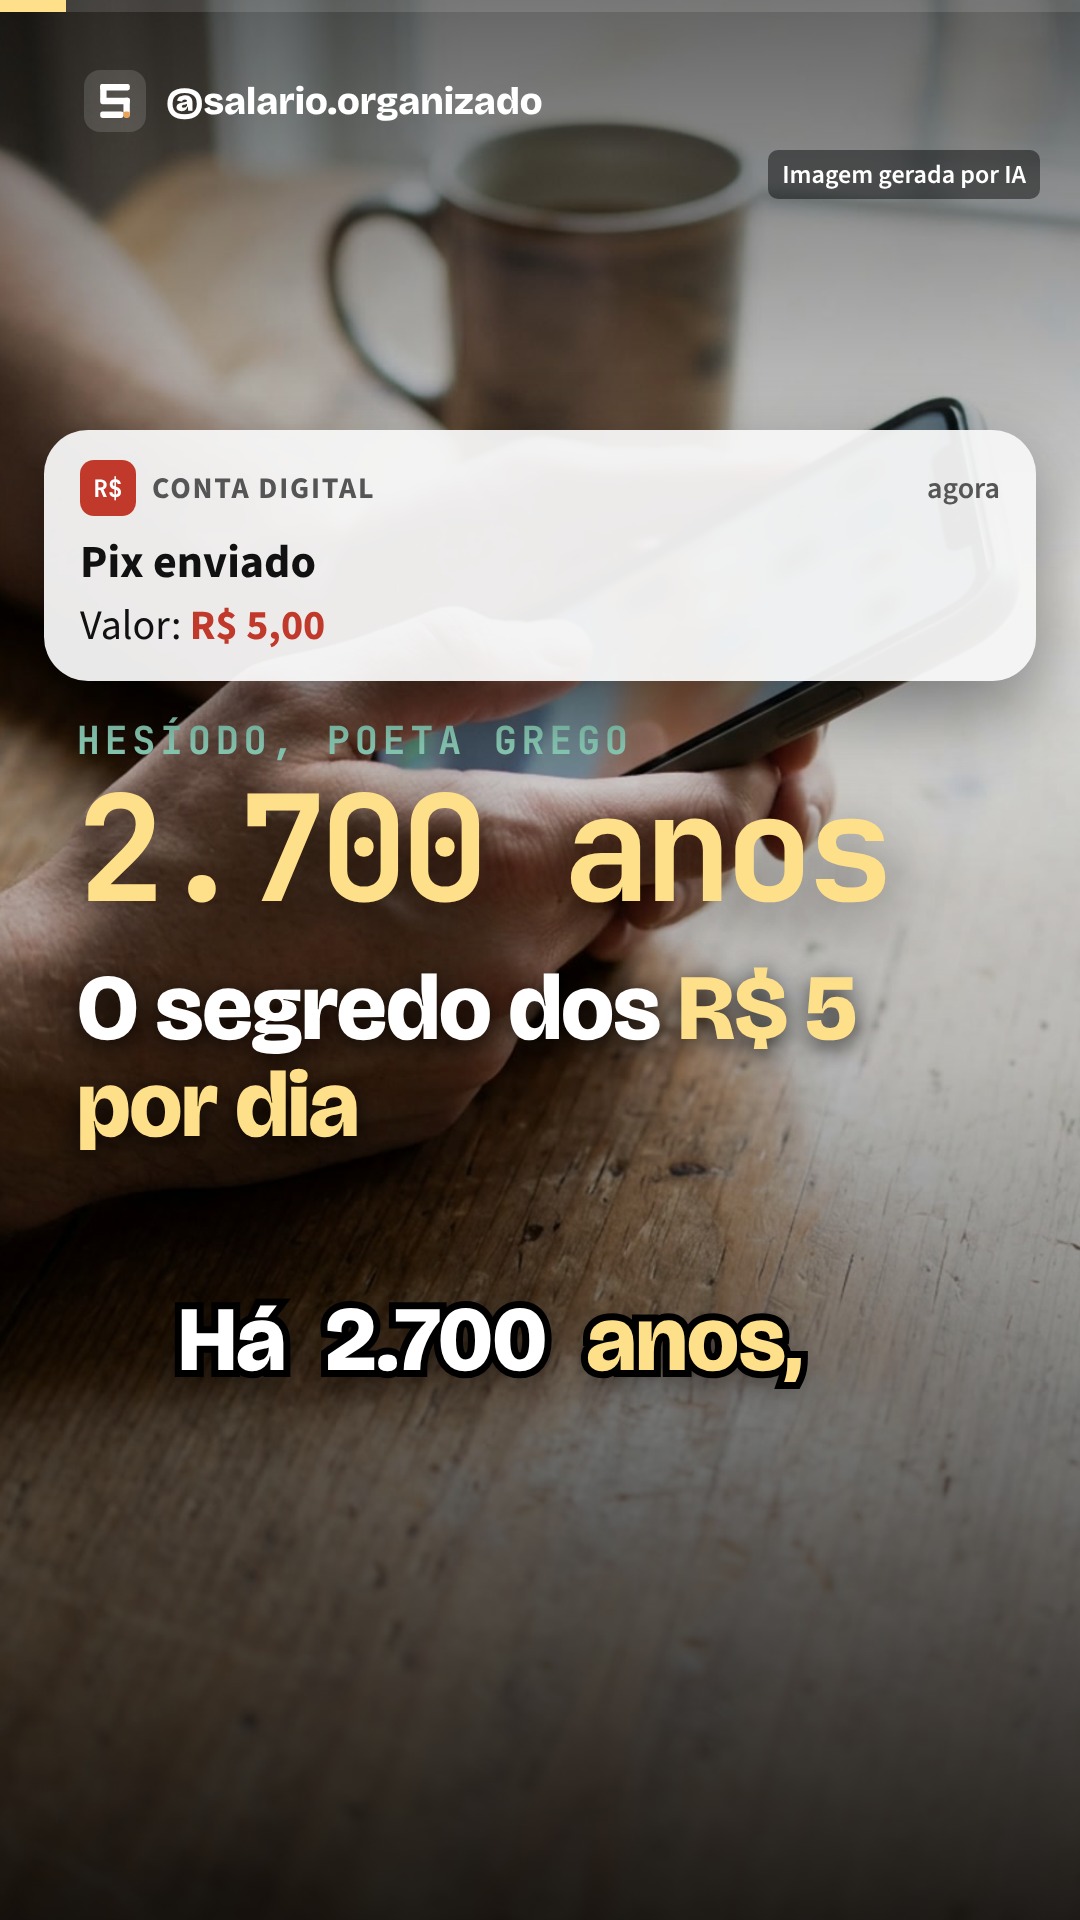 @salario.organizado
Imagem gerada por IA
R$ CONTA DIGITAL agora
Pix enviado
Valor: R$ 5,00
HESÍODO, POETA GREGO
2.700 anos
O segredo dos R$ 5
por dia
Há 2.700 anos,